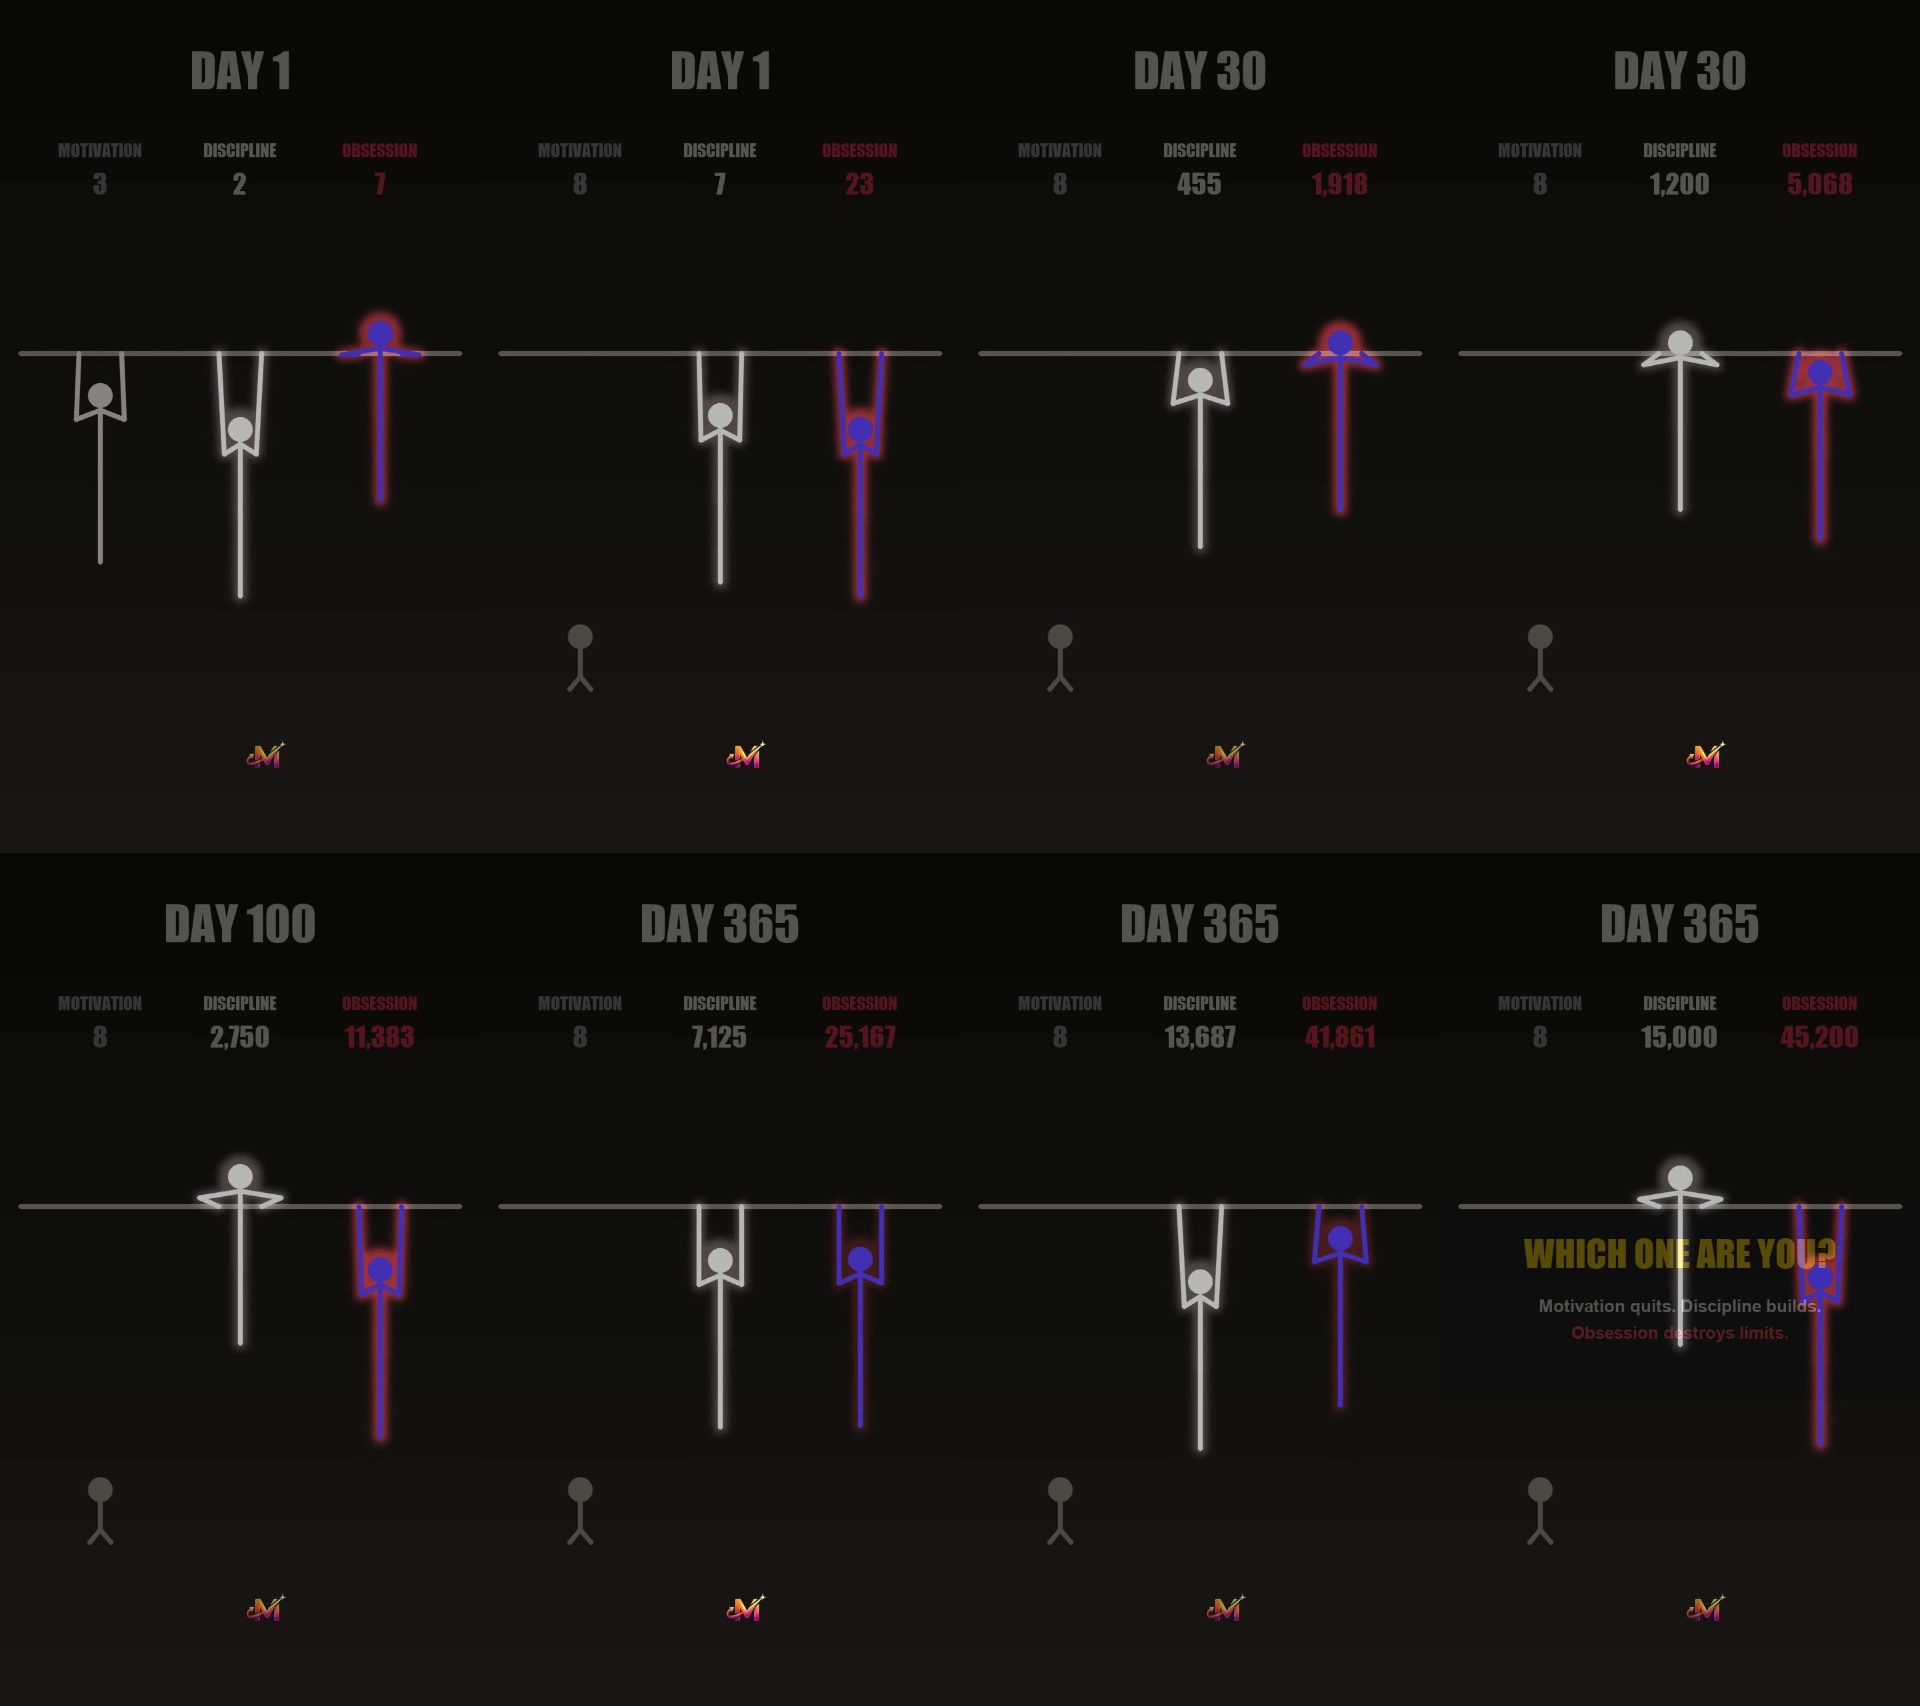 DAY 1
MOTIVATION DISCIPLINE OBSESSION
3 2 7
M
DAY 1
MOTIVATION DISCIPLINE OBSESSION
8 7 23
M
DAY 30
MOTIVATION DISCIPLINE OBSESSION
8 455 1,918
M
DAY 30
MOTIVATION DISCIPLINE OBSESSION
8 1,200 5,068
M
DAY 100
MOTIVATION DISCIPLINE OBSESSION
8 2,750 11,383
M
DAY 365
MOTIVATION DISCIPLINE OBSESSION
8 7,125 25,167
M
DAY 365
MOTIVATION DISCIPLINE OBSESSION
8 13,687 41,861
M
DAY 365
MOTIVATION DISCIPLINE OBSESSION
8 15,000 45,200
WHICH ONE ARE YOU?
Motivation quits. Discipline builds.
Obsession destroys limits.
M